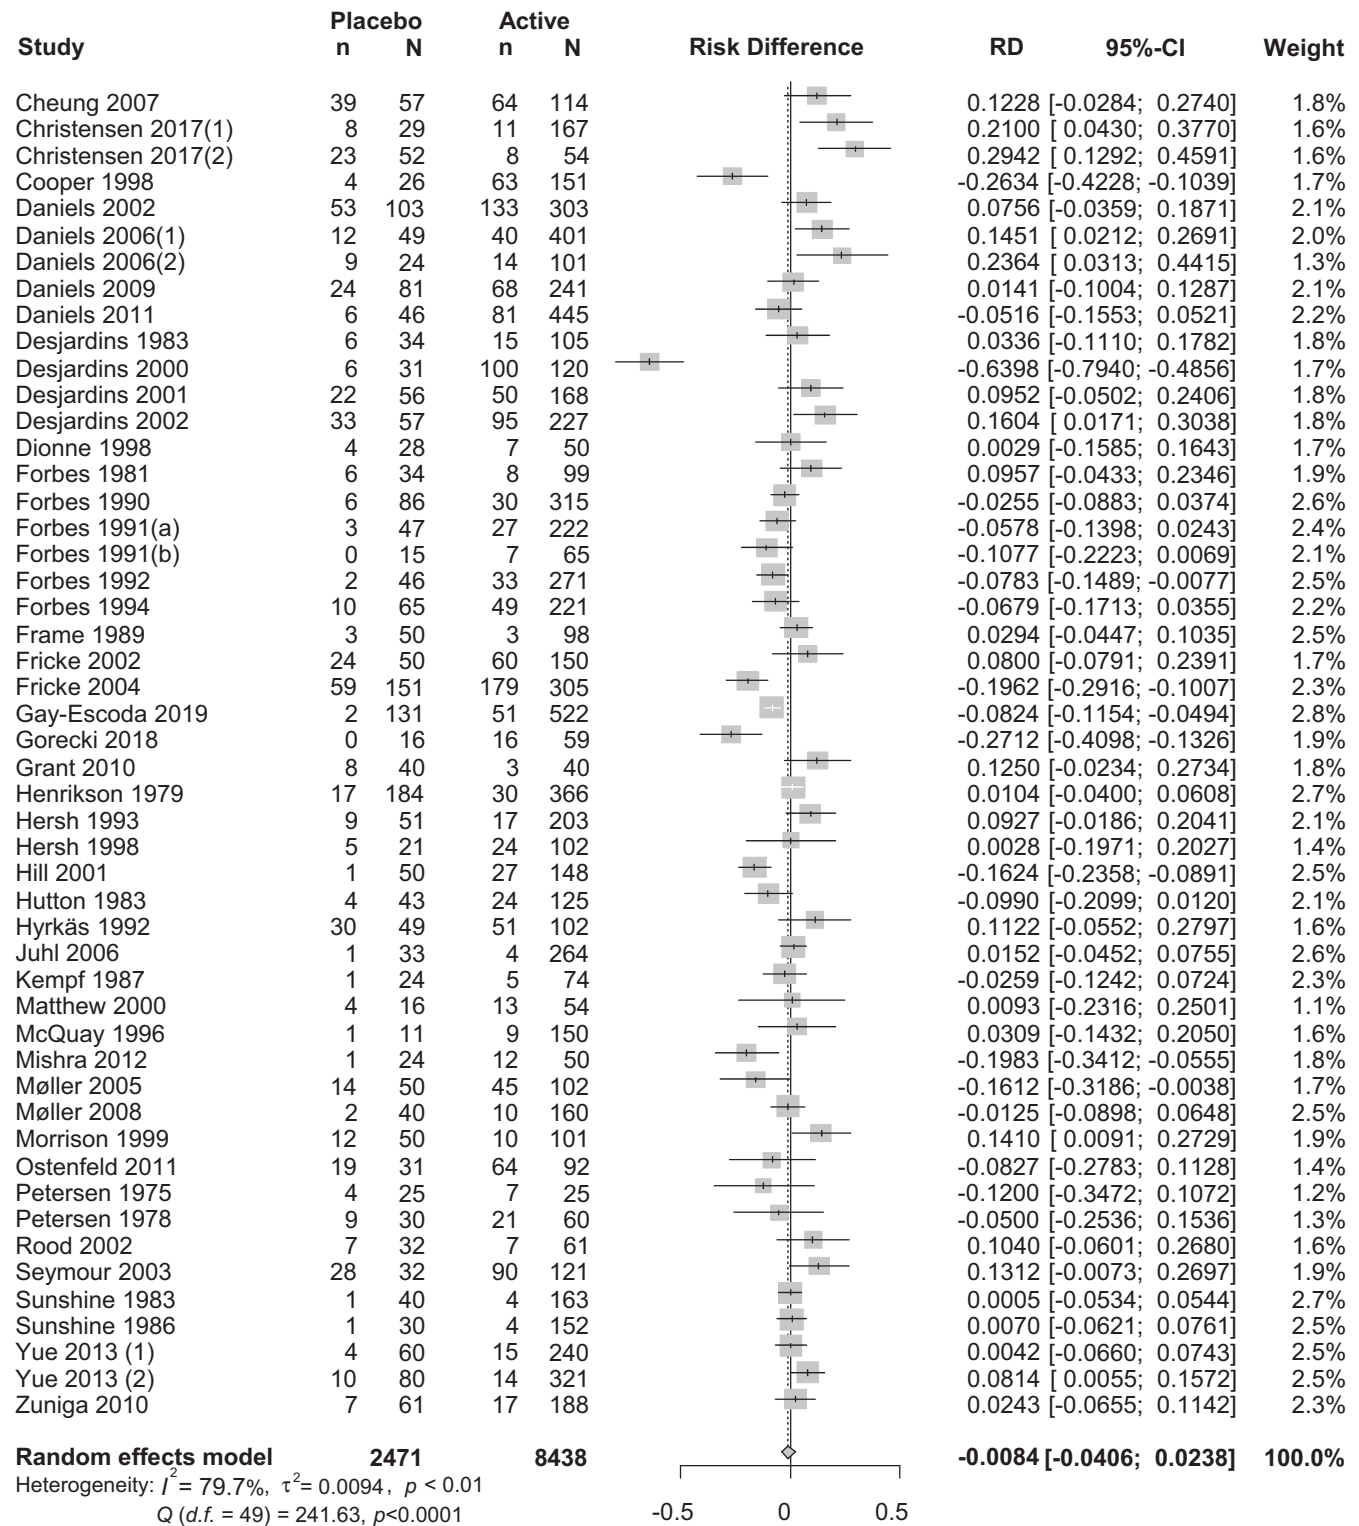 Placebo Active
Study n N n N Risk Difference RD 95%-CI Weight
Cheung 2007 39 57 64 114 0.1228 [-0.0284; 0.2740] 1.8%
Christensen 2017(1) 8 29 11 167 0.2100 [ 0.0430; 0.3770] 1.6%
Christensen 2017(2) 23 52 8 54 0.2942 [ 0.1292; 0.4591] 1.6%
Cooper 1998 4 26 63 151 -0.2634 [-0.4228; -0.1039] 1.7%
Daniels 2002 53 103 133 303 0.0756 [-0.0359; 0.1871] 2.1%
Daniels 2006(1) 12 49 40 401 0.1451 [ 0.0212; 0.2691] 2.0%
Daniels 2006(2) 9 24 14 101 0.2364 [ 0.0313; 0.4415] 1.3%
Daniels 2009 24 81 68 241 0.0141 [-0.1004; 0.1287] 2.1%
Daniels 2011 6 46 81 445 -0.0516 [-0.1553; 0.0521] 2.2%
Desjardins 1983 6 34 15 105 0.0336 [-0.1110; 0.1782] 1.8%
Desjardins 2000 6 31 100 120 -0.6398 [-0.7940; -0.4856] 1.7%
Desjardins 2001 22 56 50 168 0.0952 [-0.0502; 0.2406] 1.8%
Desjardins 2002 33 57 95 227 0.1604 [ 0.0171; 0.3038] 1.8%
Dionne 1998 4 28 7 50 0.0029 [-0.1585; 0.1643] 1.7%
Forbes 1981 6 34 8 99 0.0957 [-0.0433; 0.2346] 1.9%
Forbes 1990 6 86 30 315 -0.0255 [-0.0883; 0.0374] 2.6%
Forbes 1991(a) 3 47 27 222 -0.0578 [-0.1398; 0.0243] 2.4%
Forbes 1991(b) 0 15 7 65 -0.1077 [-0.2223; 0.0069] 2.1%
Forbes 1992 2 46 33 271 -0.0783 [-0.1489; -0.0077] 2.5%
Forbes 1994 10 65 49 221 -0.0679 [-0.1713; 0.0355] 2.2%
Frame 1989 3 50 3 98 0.0294 [-0.0447; 0.1035] 2.5%
Fricke 2002 24 50 60 150 0.0800 [-0.0791; 0.2391] 1.7%
Fricke 2004 59 151 179 305 -0.1962 [-0.2916; -0.1007] 2.3%
Gay-Escoda 2019 2 131 51 522 -0.0824 [-0.1154; -0.0494] 2.8%
Gorecki 2018 0 16 16 59 -0.2712 [-0.4098; -0.1326] 1.9%
Grant 2010 8 40 3 40 0.1250 [-0.0234; 0.2734] 1.8%
Henrikson 1979 17 184 30 366 0.0104 [-0.0400; 0.0608] 2.7%
Hersh 1993 9 51 17 203 0.0927 [-0.0186; 0.2041] 2.1%
Hersh 1998 5 21 24 102 0.0028 [-0.1971; 0.2027] 1.4%
Hill 2001 1 50 27 148 -0.1624 [-0.2358; -0.0891] 2.5%
Hutton 1983 4 43 24 125 -0.0990 [-0.2099; 0.0120] 2.1%
Hyrkäs 1992 30 49 51 102 0.1122 [-0.0552; 0.2797] 1.6%
Juhl 2006 1 33 4 264 0.0152 [-0.0452; 0.0755] 2.6%
Kempf 1987 1 24 5 74 -0.0259 [-0.1242; 0.0724] 2.3%
Matthew 2000 4 16 13 54 0.0093 [-0.2316; 0.2501] 1.1%
McQuay 1996 1 11 9 150 0.0309 [-0.1432; 0.2050] 1.6%
Mishra 2012 1 24 12 50 -0.1983 [-0.3412; -0.0555] 1.8%
Møller 2005 14 50 45 102 -0.1612 [-0.3186; -0.0038] 1.7%
Møller 2008 2 40 10 160 -0.0125 [-0.0898; 0.0648] 2.5%
Morrison 1999 12 50 10 101 0.1410 [ 0.0091; 0.2729] 1.9%
Ostenfeld 2011 19 31 64 92 -0.0827 [-0.2783; 0.1128] 1.4%
Petersen 1975 4 25 7 25 -0.1200 [-0.3472; 0.1072] 1.2%
Petersen 1978 9 30 21 60 -0.0500 [-0.2536; 0.1536] 1.3%
Rood 2002 7 32 7 61 0.1040 [-0.0601; 0.2680] 1.6%
Seymour 2003 28 32 90 121 0.1312 [-0.0073; 0.2697] 1.9%
Sunshine 1983 1 40 4 163 0.0005 [-0.0534; 0.0544] 2.7%
Sunshine 1986 1 30 4 152 0.0070 [-0.0621; 0.0761] 2.5%
Yue 2013 (1) 4 60 15 240 0.0042 [-0.0660; 0.0743] 2.5%
Yue 2013 (2) 10 80 14 321 0.0814 [ 0.0055; 0.1572] 2.5%
Zuniga 2010 7 61 17 188 0.0243 [-0.0655; 0.1142] 2.3%
Random effects model 2471 8438 -0.0084 [-0.0406; 0.0238] 100.0%
Heterogeneity: I² = 79.7%, τ² = 0.0094, p < 0.01
Q (d.f. = 49) = 241.63, p<0.0001
-0.5 0 0.5